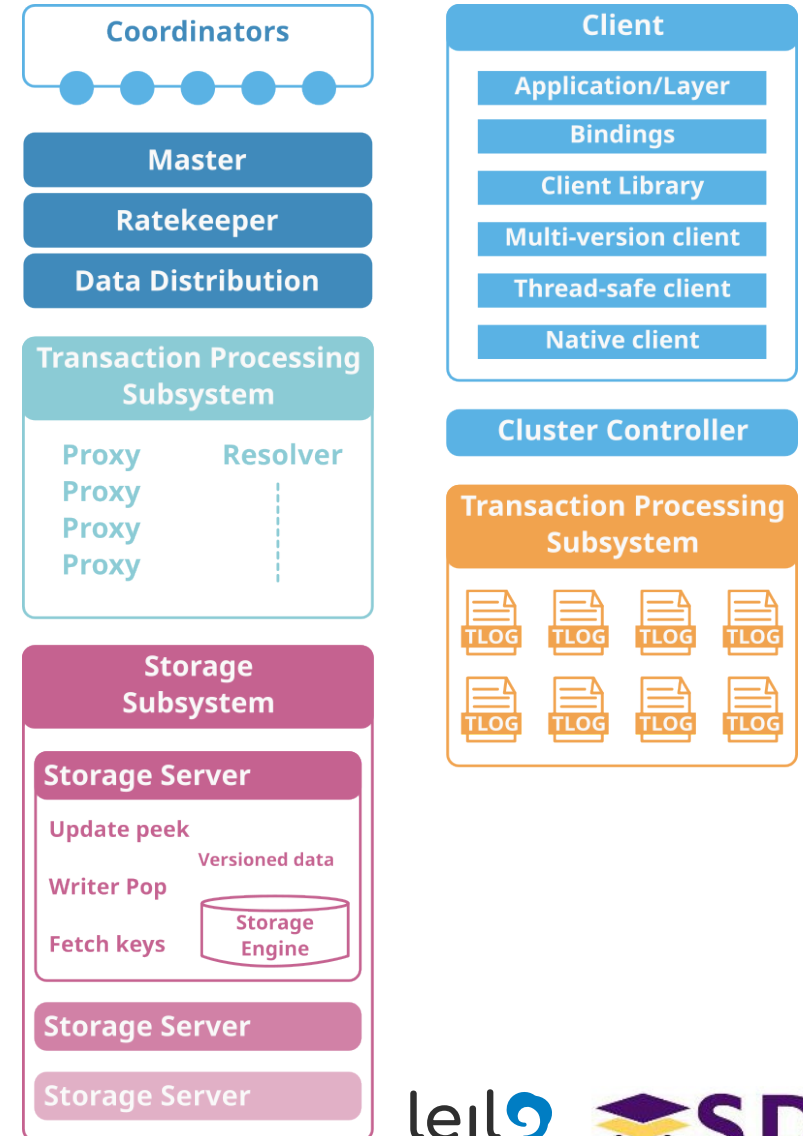 Coordinators
Master
Ratekeeper
Data Distribution
Transaction Processing
Subsystem
Proxy Resolver
Proxy
Proxy
Proxy
Storage
Subsystem
Storage Server
Update peek
Versioned data
Writer Pop
Storage
Engine
Fetch keys
Storage Server
Storage Server
Client
Application/Layer
Bindings
Client Library
Multi-version client
Thread-safe client
Native client
Cluster Controller
Transaction Processing
Subsystem
TLOG TLOG TLOG TLOG
TLOG TLOG TLOG TLOG
leil
SD